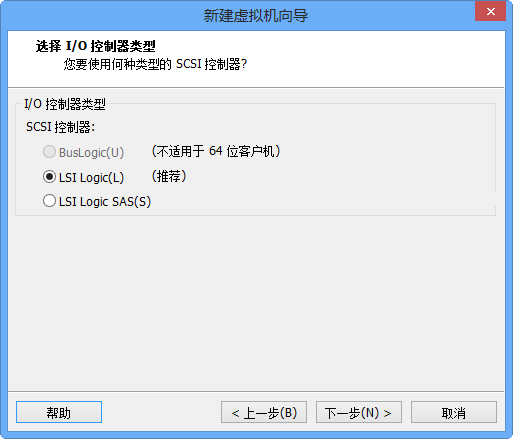 新建虚拟机向导
选择 I/O 控制器类型
您要使用何种类型的 SCSI 控制器?
I/O 控制器类型
SCSI 控制器:
BusLogic(U) (不适用于 64 位客户机)
LSI Logic(L) (推荐)
LSI Logic SAS(S)
帮助 < 上一步(B) 下一步(N) > 取消